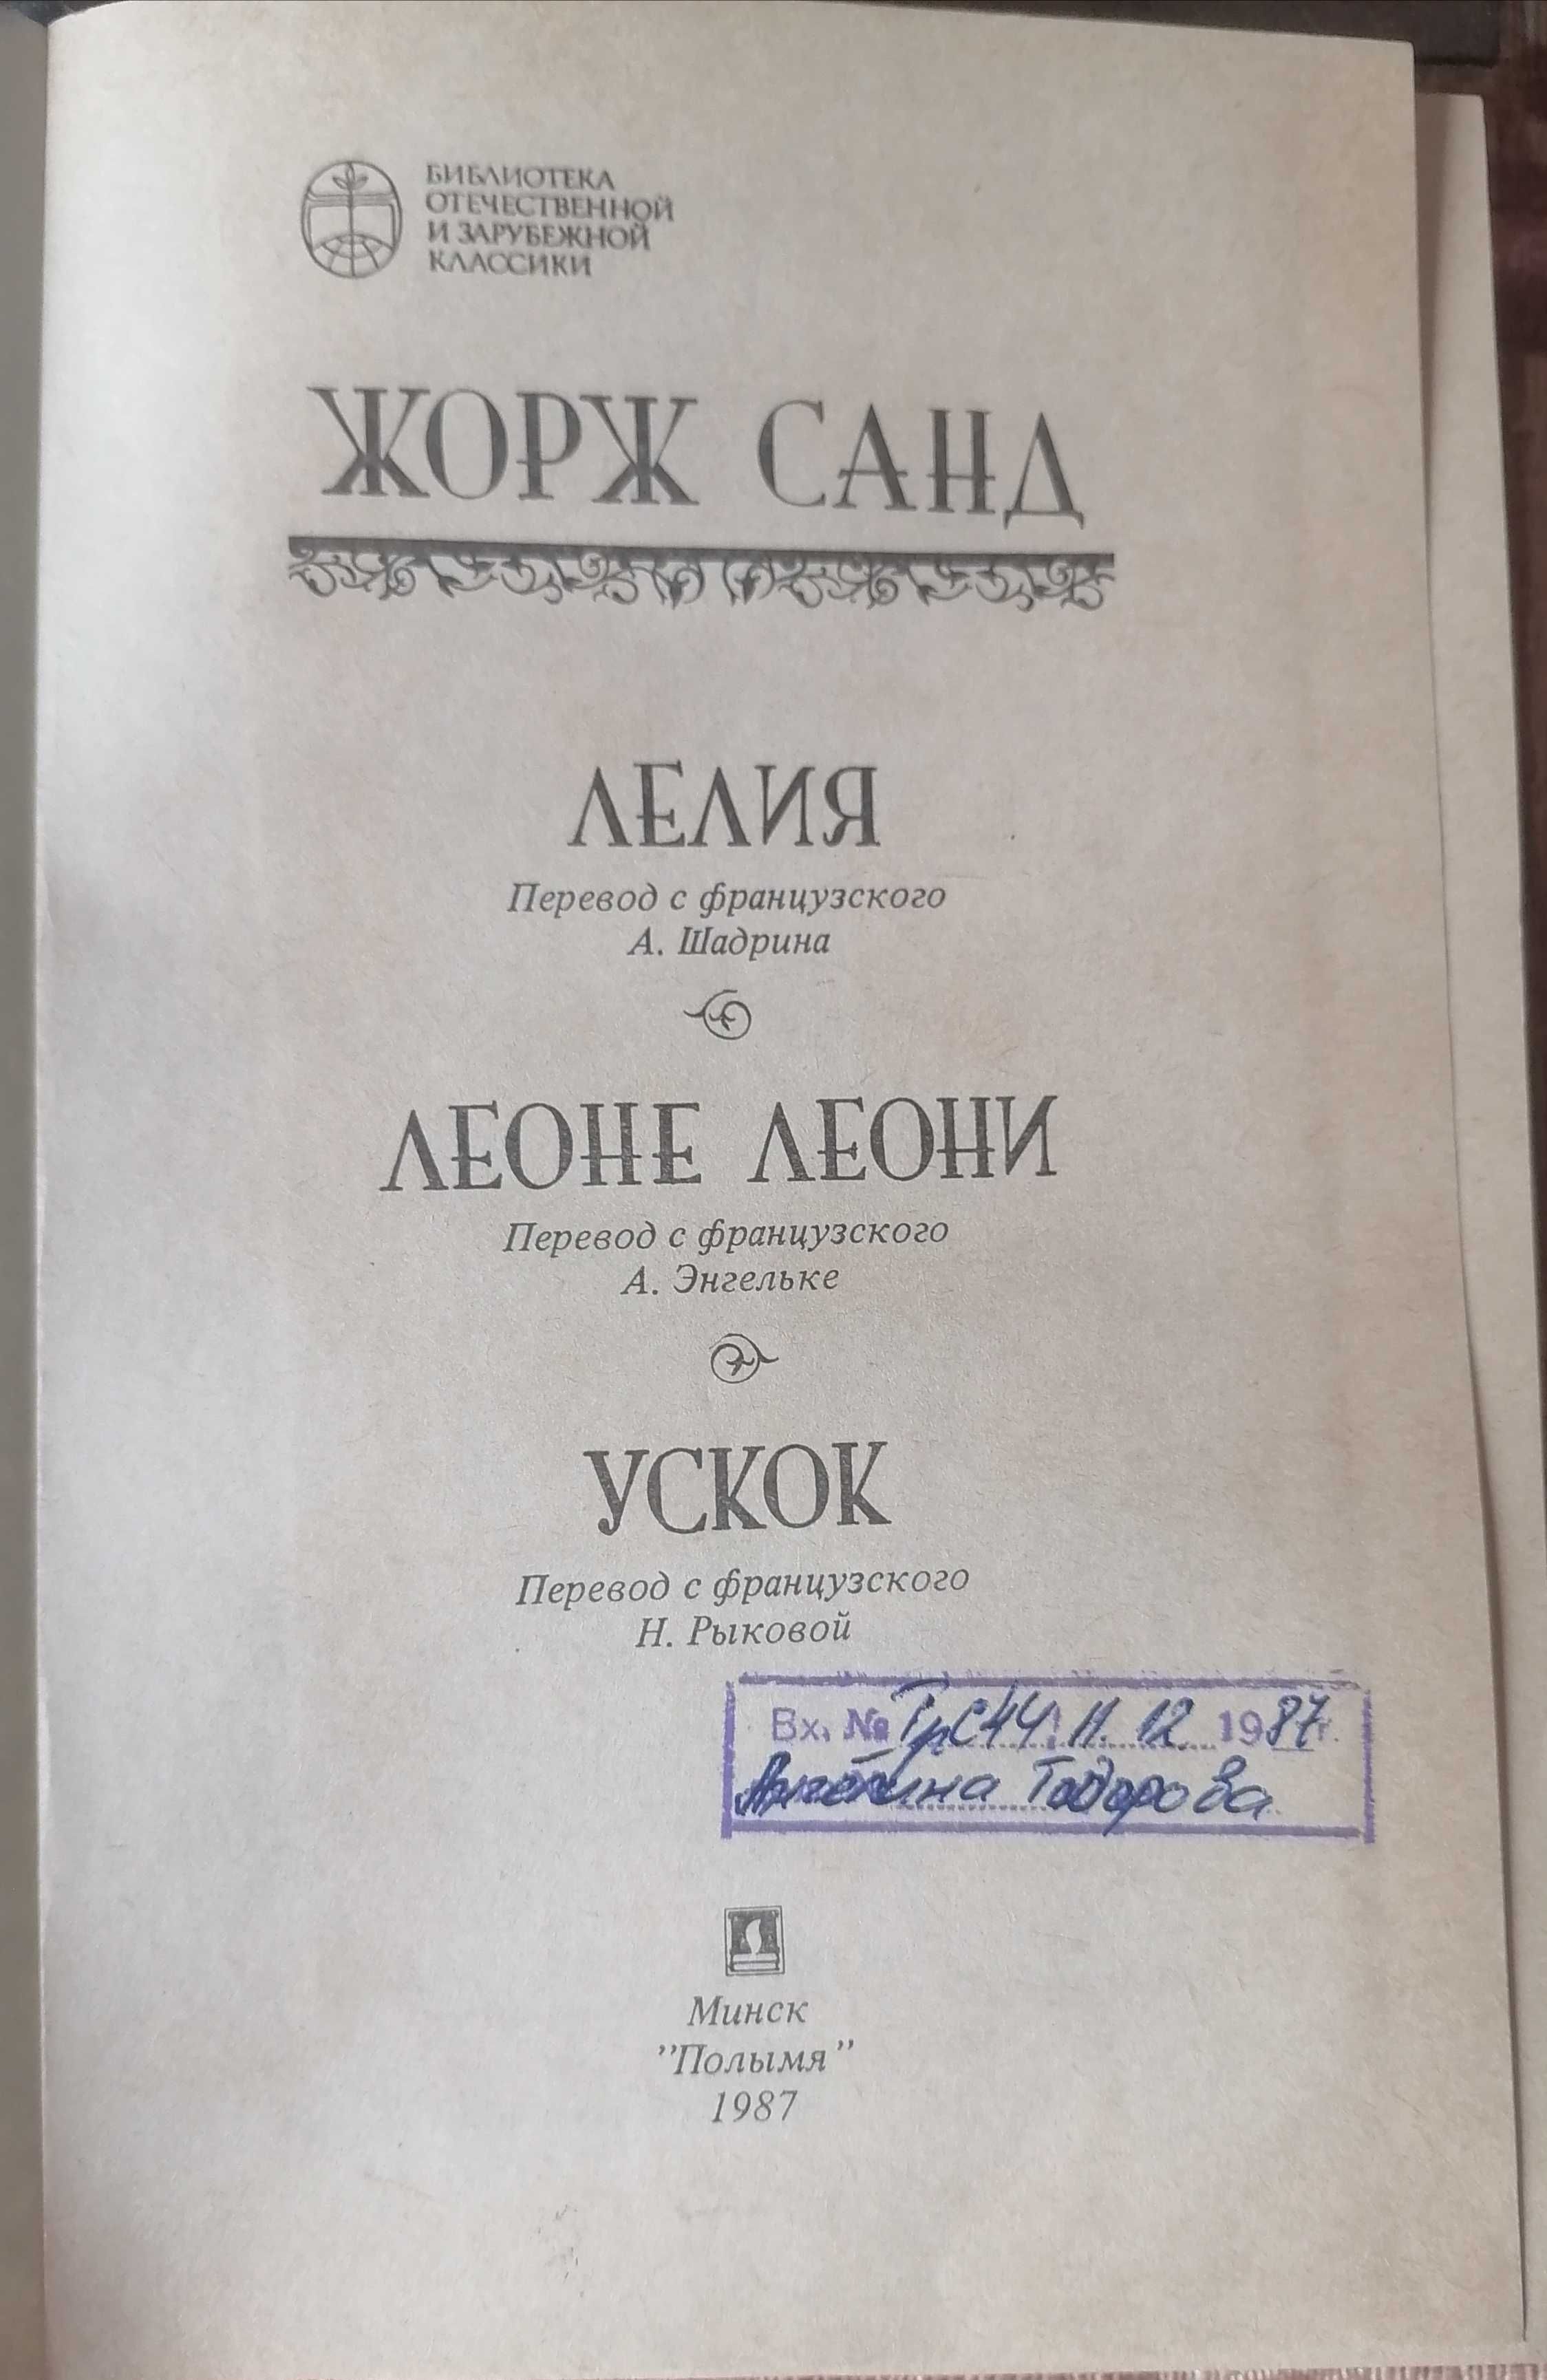 БИБЛИОТЕКА
ОТЕЧЕСТВЕННОЙ
И ЗАРУБЕЖНОЙ
КЛАССИКИ
ЖОРЖ САНД
ЛЕЛИЯ
Перевод с французского
А. Шадрина
ЛЕОНЕ ЛЕОНИ
Перевод с французского
А. Энгельке
УСКОК
Перевод с французского
Н. Рыковой
Вх. № 11. 12 1987 г.
Тодорова
Минск
"Полымя"
1987